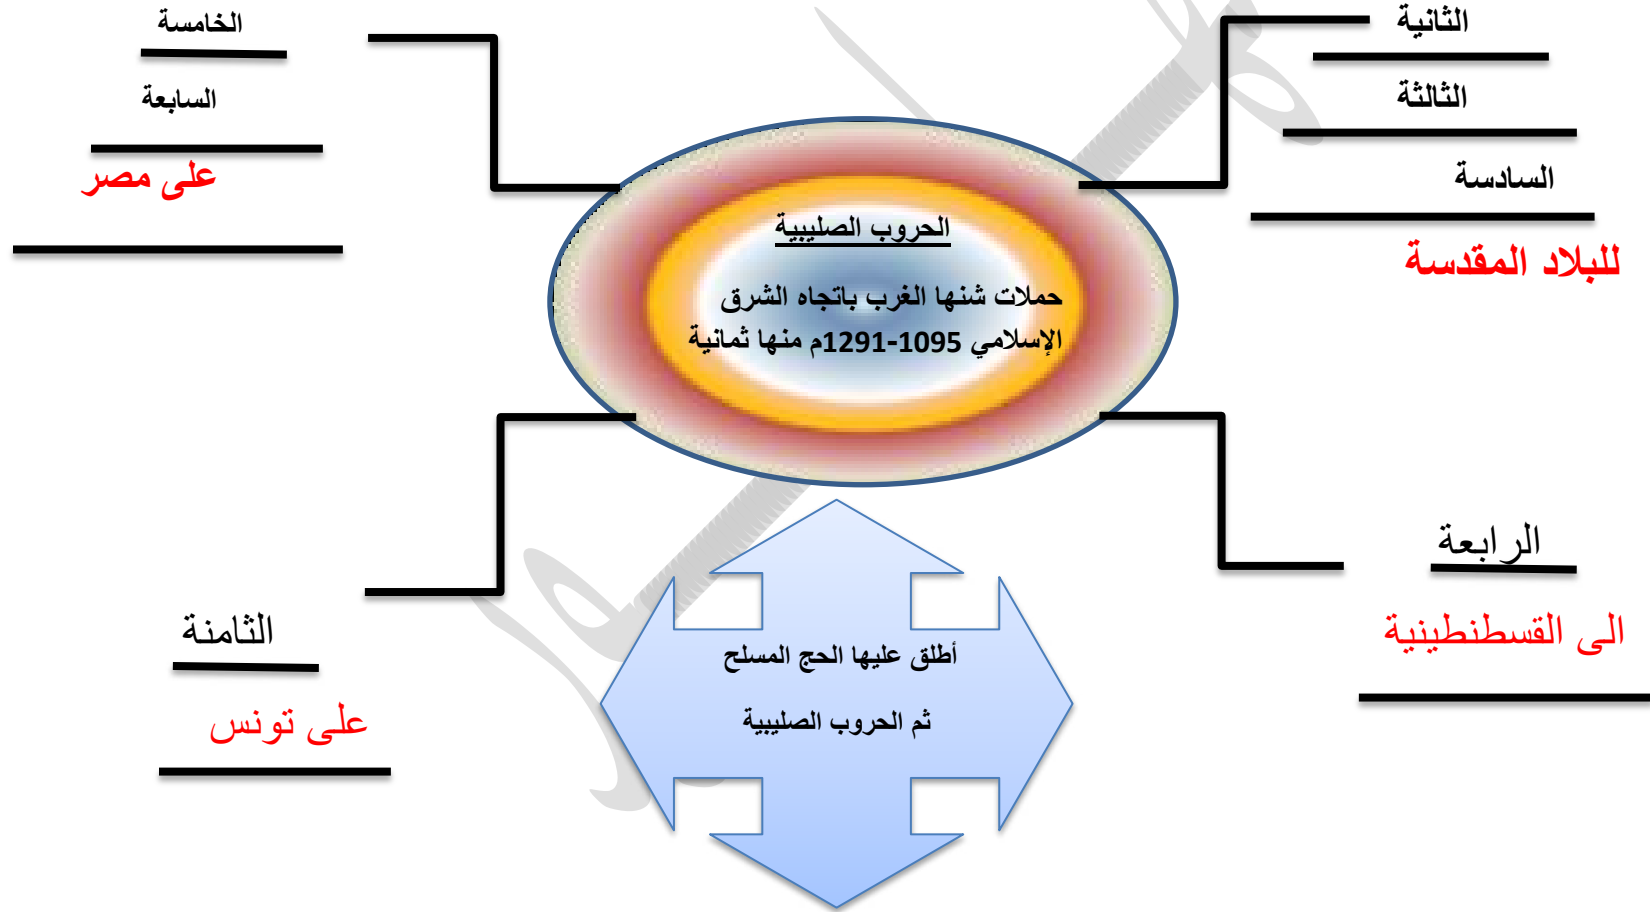 الثانية
الثالثة
السادسة
للبلاد المقدسة
الخامسة
السابعة
على مصر
الحروب الصليبية
حملات شنها الغرب باتجاه الشرق
الإسلامي 1095-1291م منها ثمانية
الرابعة
الى القسطنطينية
الثامنة
على تونس
أطلق عليها الحج المسلح
ثم الحروب الصليبية